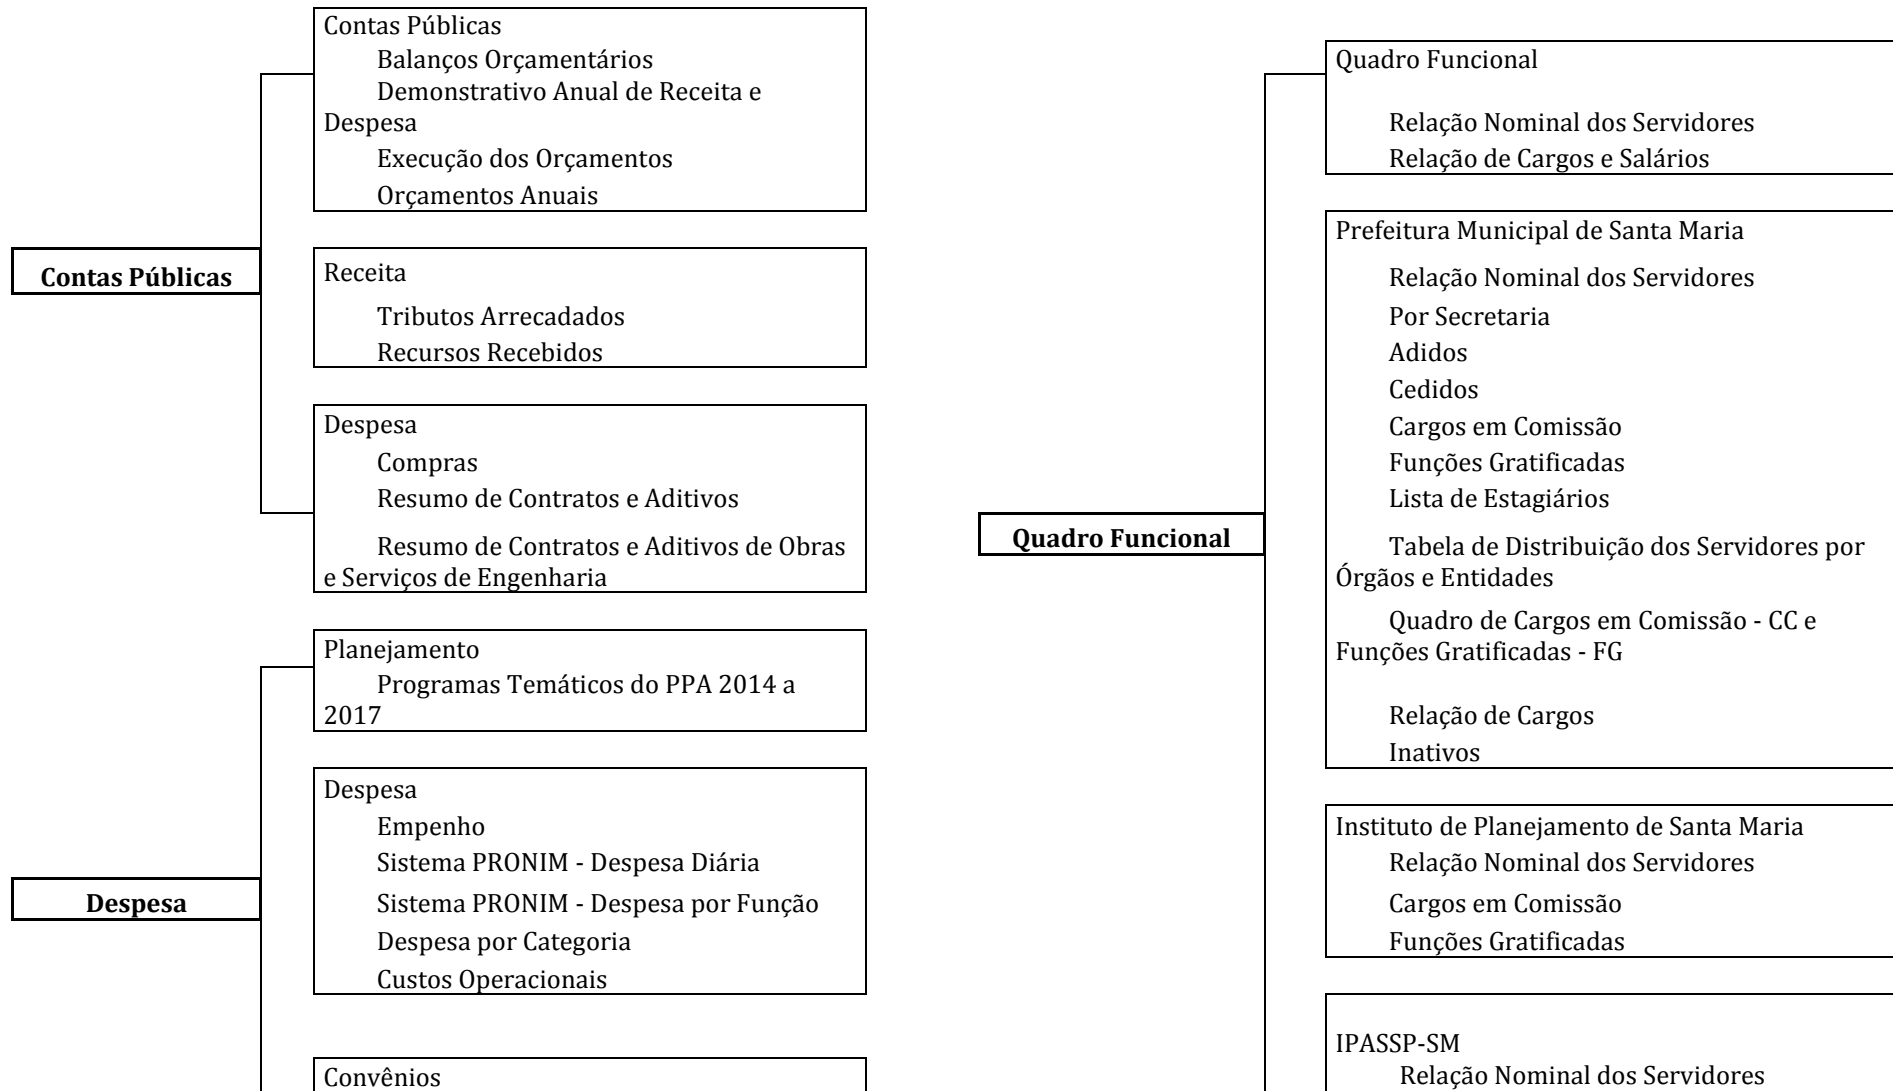 Contas Públicas
Contas Públicas
Balanços Orçamentários
Demonstrativo Anual de Receita e
Despesa
Execução dos Orçamentos
Orçamentos Anuais
Receita
Tributos Arrecadados
Recursos Recebidos
Despesa
Compras
Resumo de Contratos e Aditivos
Resumo de Contratos e Aditivos de Obras
e Serviços de Engenharia
Despesa
Planejamento
Programas Temáticos do PPA 2014 a
2017
Despesa
Empenho
Sistema PRONIM - Despesa Diária
Sistema PRONIM - Despesa por Função
Despesa por Categoria
Custos Operacionais
Convênios
Quadro Funcional
Quadro Funcional
Relação Nominal dos Servidores
Relação de Cargos e Salários
Prefeitura Municipal de Santa Maria
Relação Nominal dos Servidores
Por Secretaria
Adidos
Cedidos
Cargos em Comissão
Funções Gratificadas
Lista de Estagiários
Tabela de Distribuição dos Servidores por
Órgãos e Entidades
Quadro de Cargos em Comissão - CC e
Funções Gratificadas - FG
Relação de Cargos
Inativos
Instituto de Planejamento de Santa Maria
Relação Nominal dos Servidores
Cargos em Comissão
Funções Gratificadas
IPASSP-SM
Relação Nominal dos Servidores